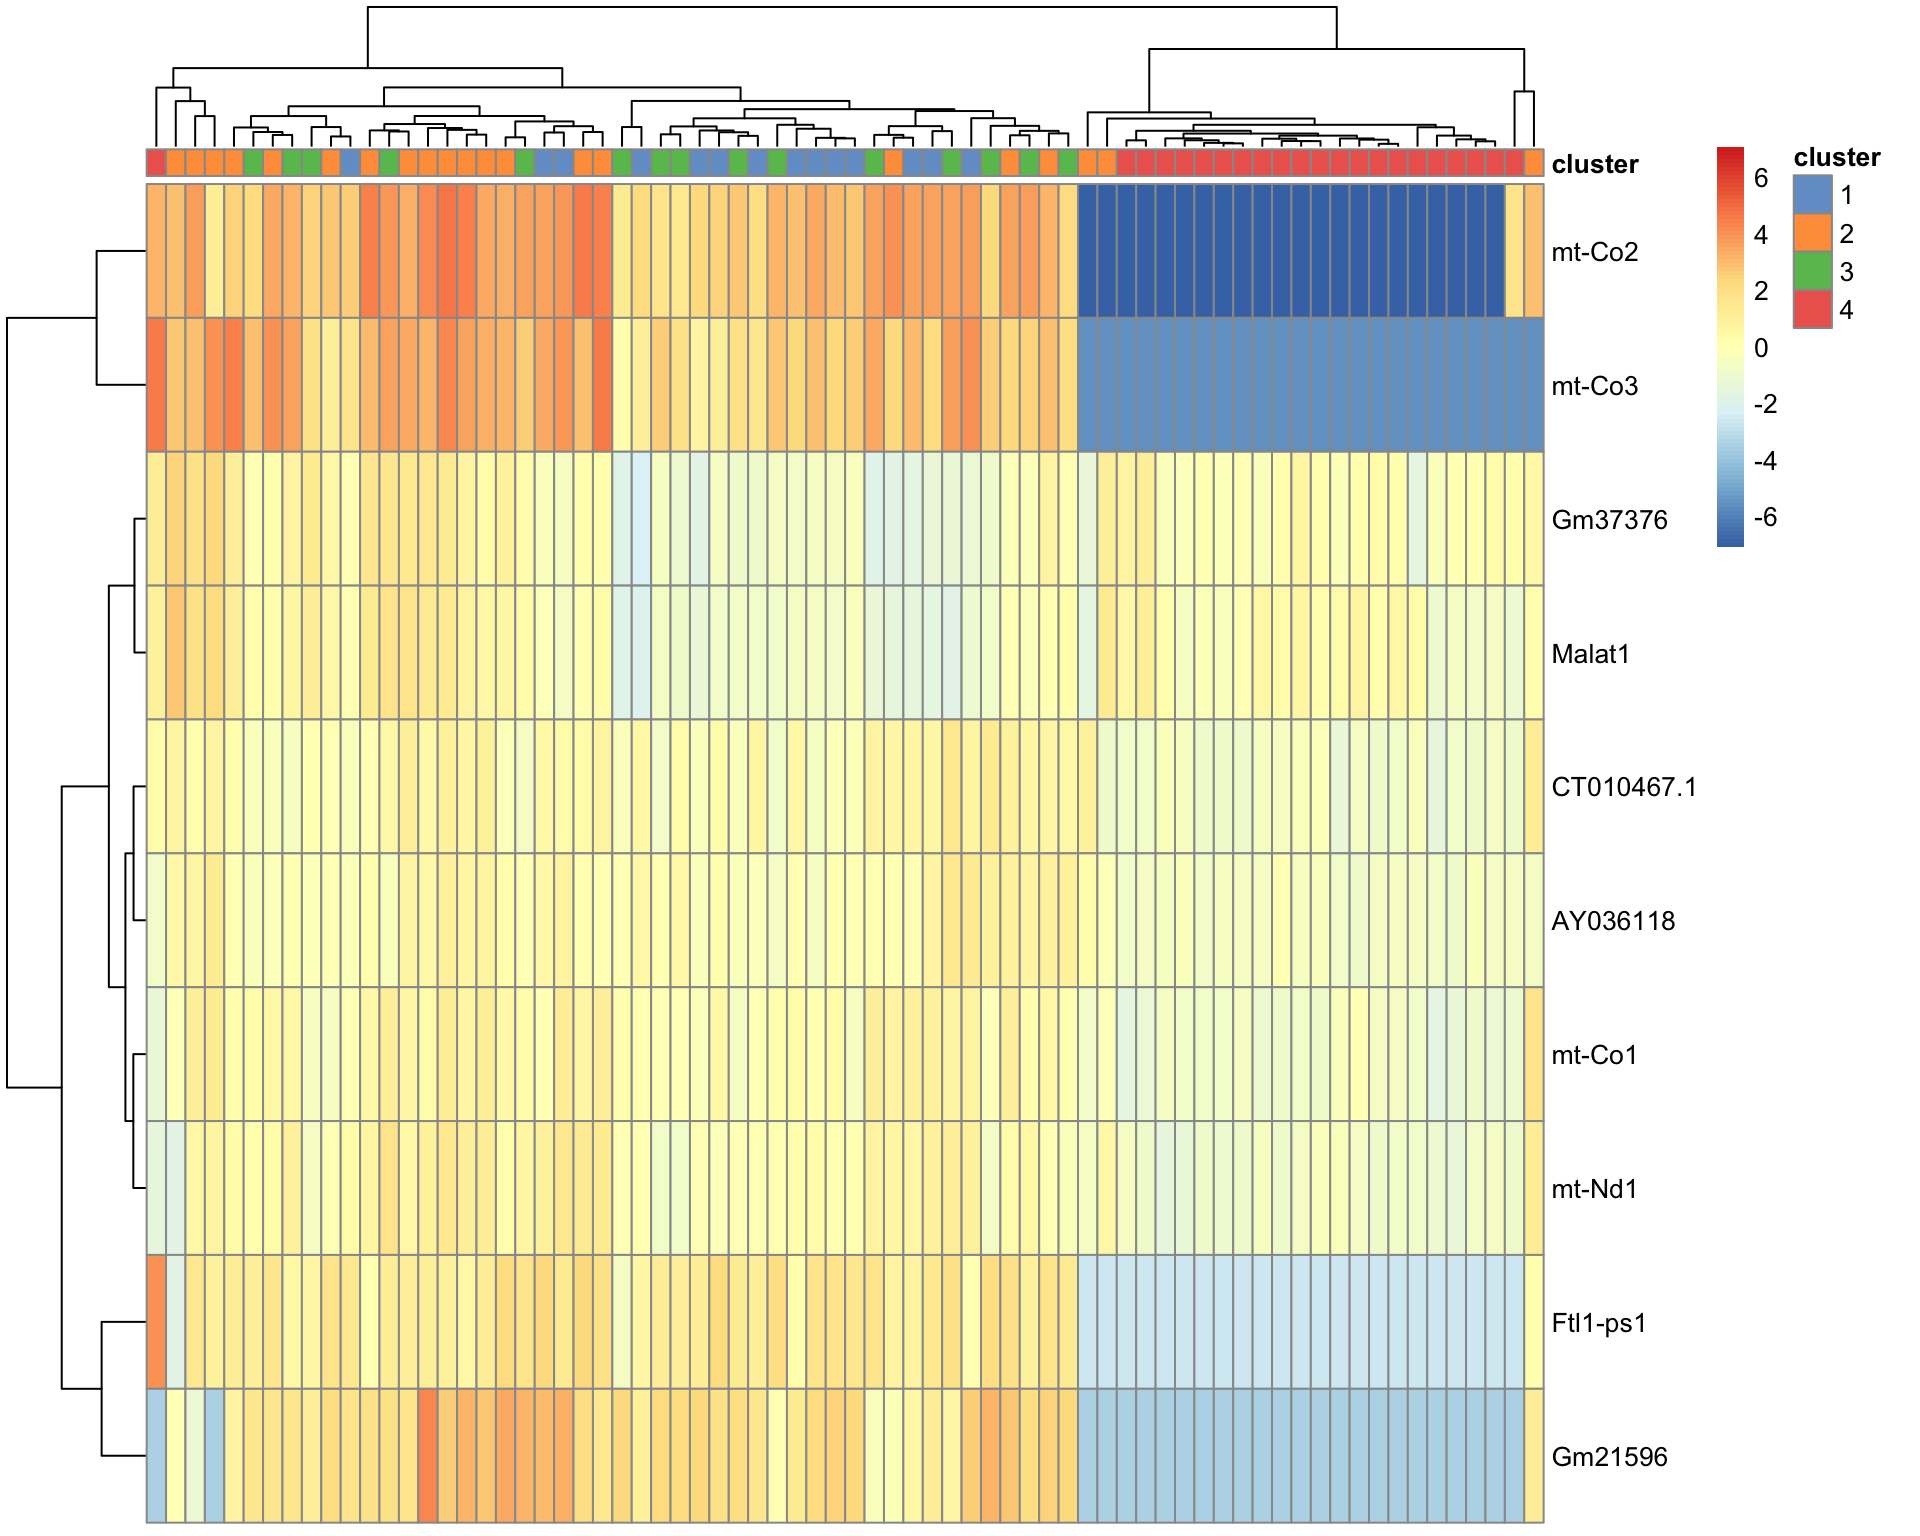 cluster
mt-Co2
mt-Co3
Gm37376
Malat1
CT010467.1
AY036118
mt-Co1
mt-Nd1
Ftl1-ps1
Gm21596
6
4
2
0
-2
-4
-6
cluster
1
2
3
4